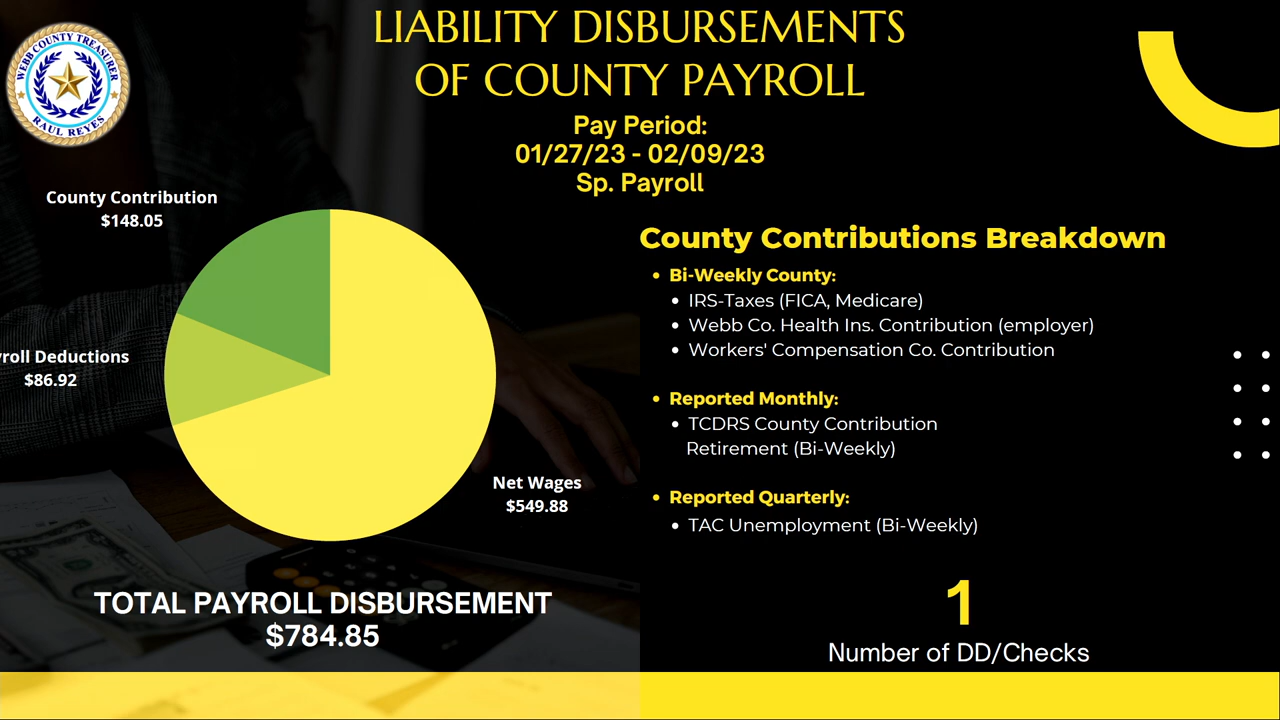 WEBB COUNTY TREASURER
RAUL REYES
LIABILITY DISBURSEMENTS
OF COUNTY PAYROLL
Pay Period:
01/27/23 - 02/09/23
Sp. Payroll
County Contribution
$148.05
yroll Deductions
$86.92
Net Wages
$549.88
TOTAL PAYROLL DISBURSEMENT
$784.85
County Contributions Breakdown
• Bi-Weekly County:
• IRS-Taxes (FICA, Medicare)
• Webb Co. Health Ins. Contribution (employer)
• Workers' Compensation Co. Contribution
• Reported Monthly:
• TCDRS County Contribution
Retirement (Bi-Weekly)
• Reported Quarterly:
• TAC Unemployment (Bi-Weekly)
1
Number of DD/Checks